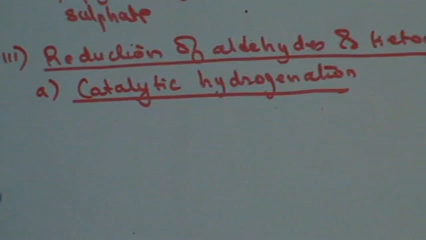 sulphate
iii) Reduction of aldehydes & Keto
a) Catalytic hydrogenation